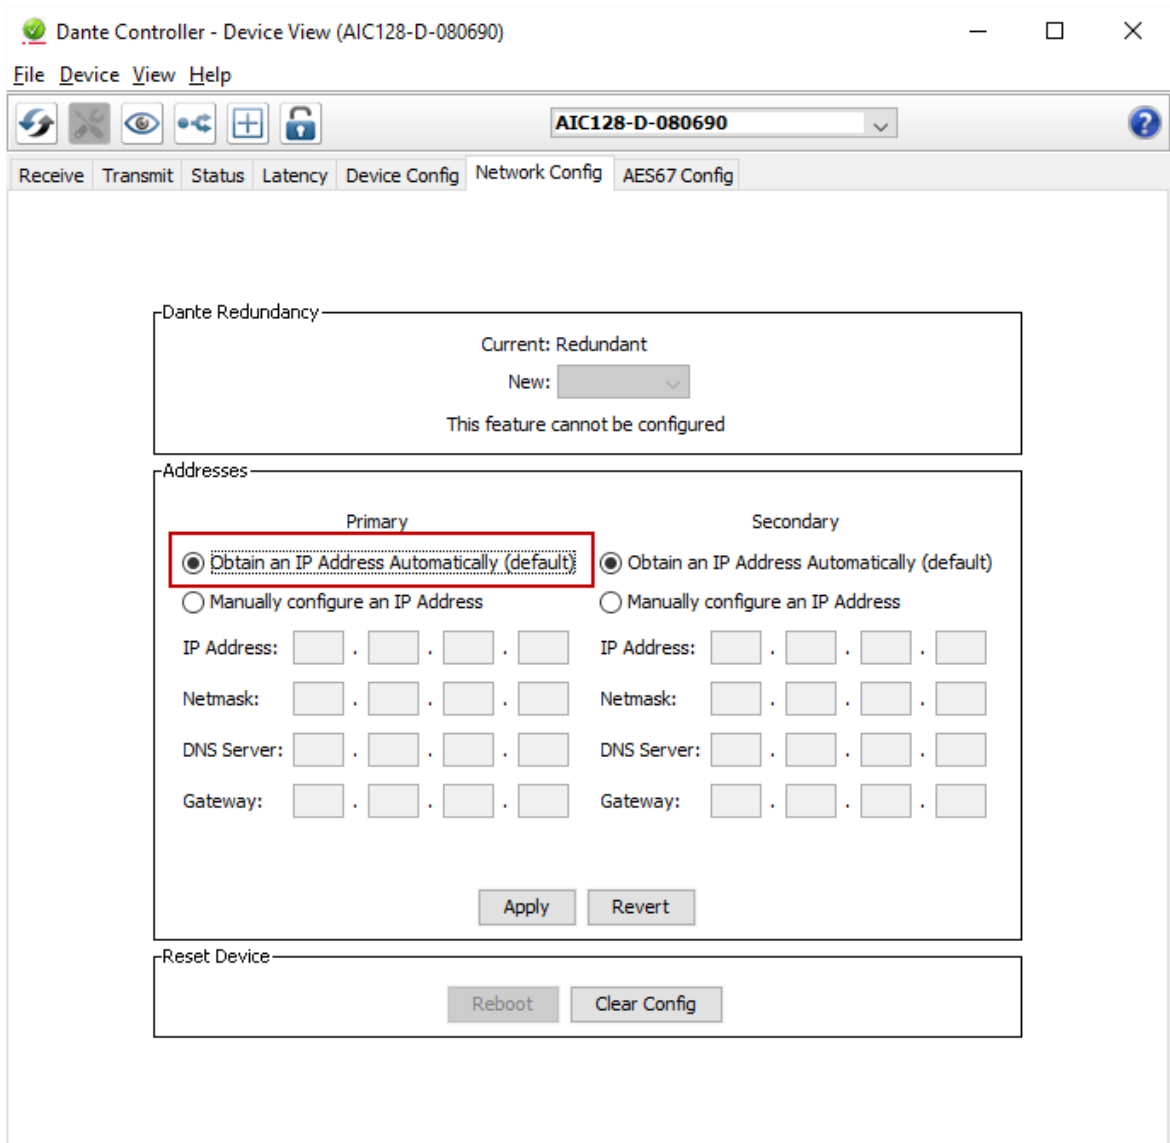 Dante Controller - Device View (AIC128-D-080690)
File Device View Help
AIC128-D-080690
Receive Transmit Status Latency Device Config Network Config AES67 Config
Dante Redundancy
Current: Redundant
New:
This feature cannot be configured
Addresses
Primary Secondary
Obtain an IP Address Automatically (default) Obtain an IP Address Automatically (default)
Manually configure an IP Address Manually configure an IP Address
IP Address: . . . IP Address: . . .
Netmask: . . . Netmask: . . .
DNS Server: . . . DNS Server: . . .
Gateway: . . . Gateway: . . .
Apply Revert
Reset Device
Reboot Clear Config